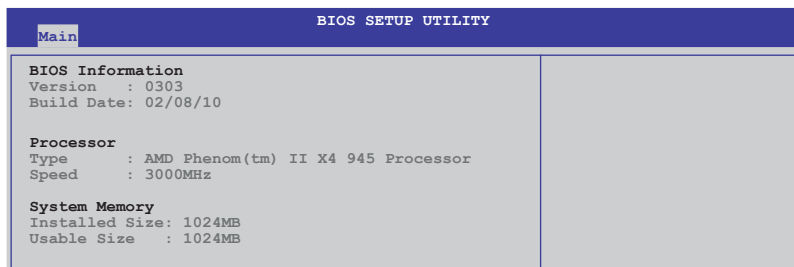 BIOS SETUP UTILITY
Main
BIOS Information
Version : 0303
Build Date: 02/08/10
Processor
Type : AMD Phenom(tm) II X4 945 Processor
Speed : 3000MHz
System Memory
Installed Size: 1024MB
Usable Size : 1024MB